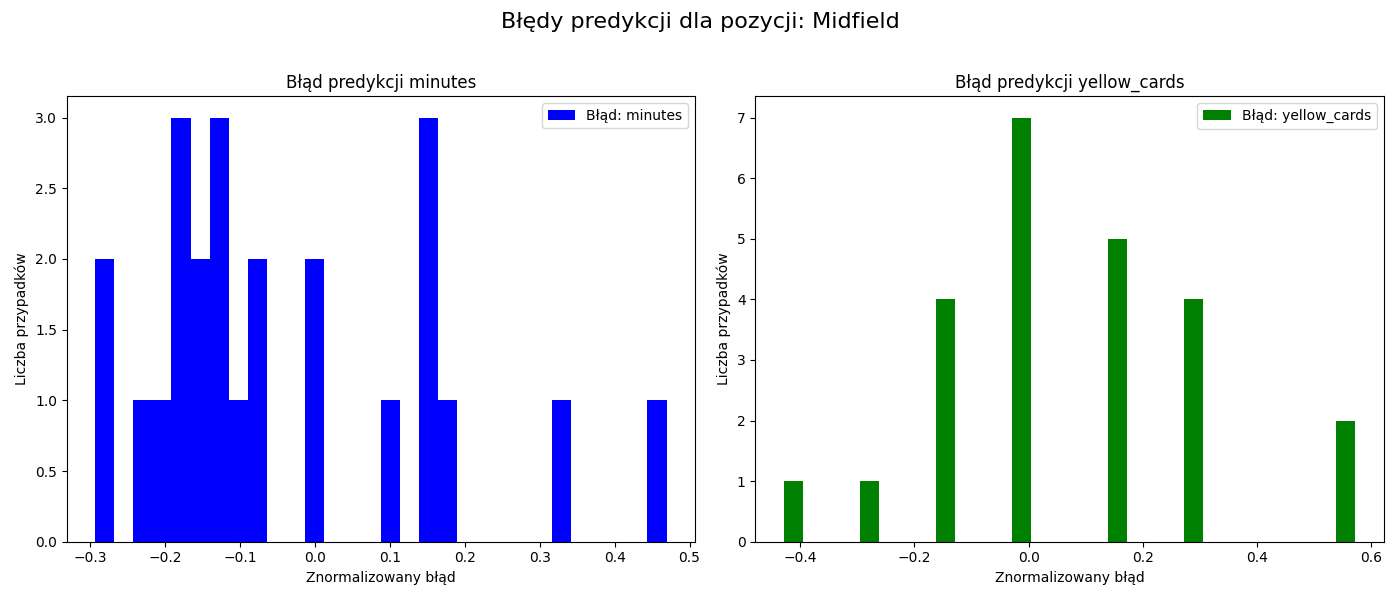 Błędy predykcji dla pozycji: Midfield
Błąd predykcji minutes
Błąd: minutes
3.0
2.5
2.0
1.5
1.0
0.5
0.0
Liczba przypadków
−0.3 −0.2 −0.1 0.0 0.1 0.2 0.3 0.4 0.5
Znormalizowany błąd
Błąd predykcji yellow_cards
Błąd: yellow_cards
7
6
5
4
3
2
1
0
Liczba przypadków
−0.4 −0.2 0.0 0.2 0.4 0.6
Znormalizowany błąd